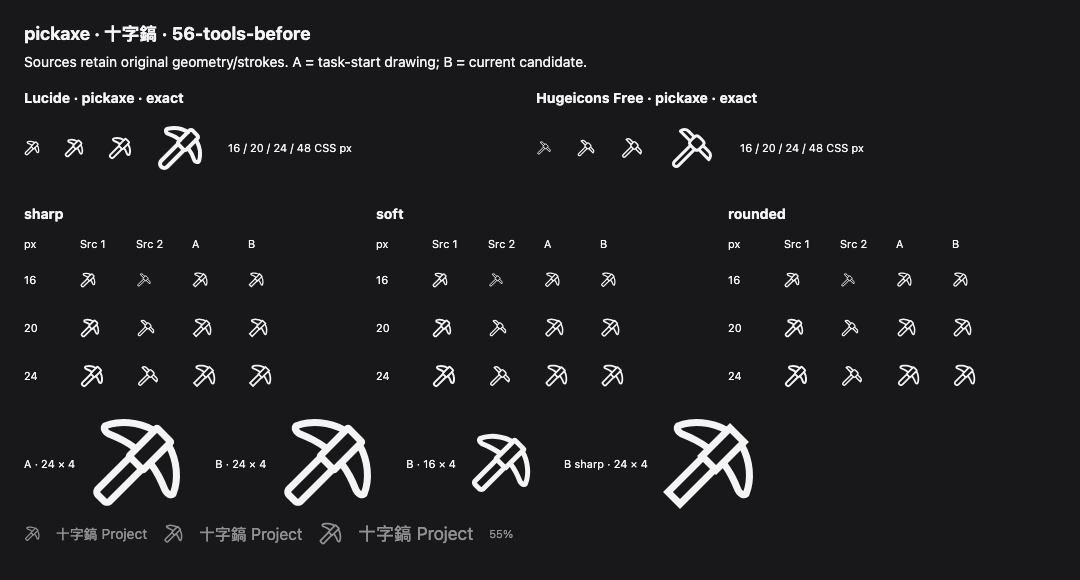 pickaxe · 十字鎬 · 56-tools-before
Sources retain original geometry/strokes. A = task-start drawing; B = current candidate.
Lucide · pickaxe · exact
16 / 20 / 24 / 48 CSS px
Hugeicons Free · pickaxe · exact
16 / 20 / 24 / 48 CSS px
sharp
px Src 1 Src 2 A B
16
20
24
soft
px Src 1 Src 2 A B
16
20
24
rounded
px Src 1 Src 2 A B
16
20
24
A · 24 × 4
B · 24 × 4
B · 16 × 4
B sharp · 24 × 4
十字鎬 Project 十字鎬 Project 十字鎬 Project 55%